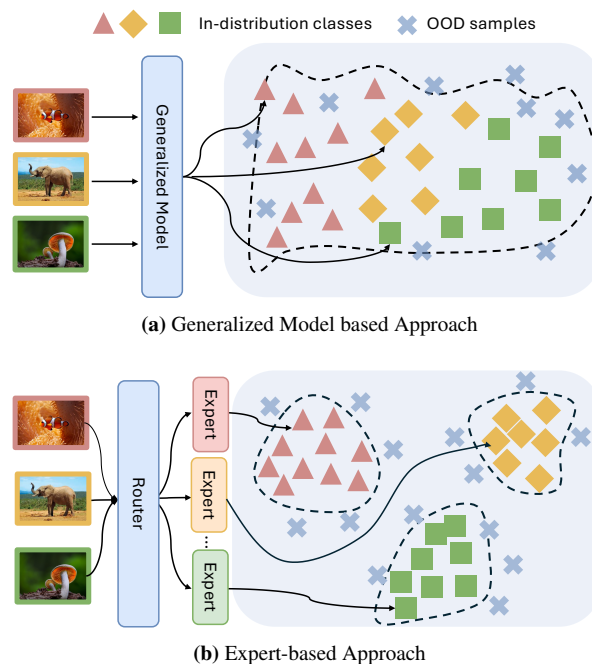 In-distribution classes
OOD samples
Generalized Model
(a) Generalized Model based Approach
Router
Expert
Expert
...
Expert
(b) Expert-based Approach